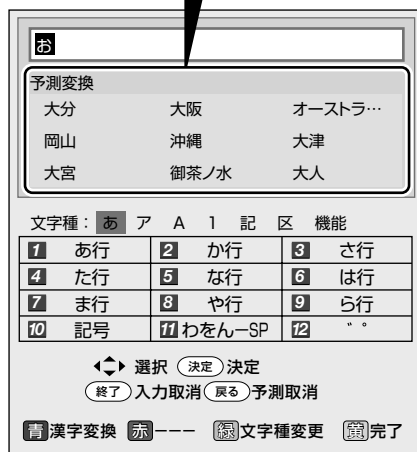 お
予測変換
大分 大阪 オーストラ…
岡山 沖縄 大津
大宮 御茶ノ水 大人
文字種： あ ア A 1 記 区 機能
1 あ行 2 か行 3 さ行
4 た行 5 な行 6 は行
7 ま行 8 や行 9 ら行
10 記号 11 わをんーSP 12 ゛゜
選択 決定 決定
終了 入力取消 戻る 予測取消
青 漢字変換 赤 ーーー 緑 文字種変更 黄 完了